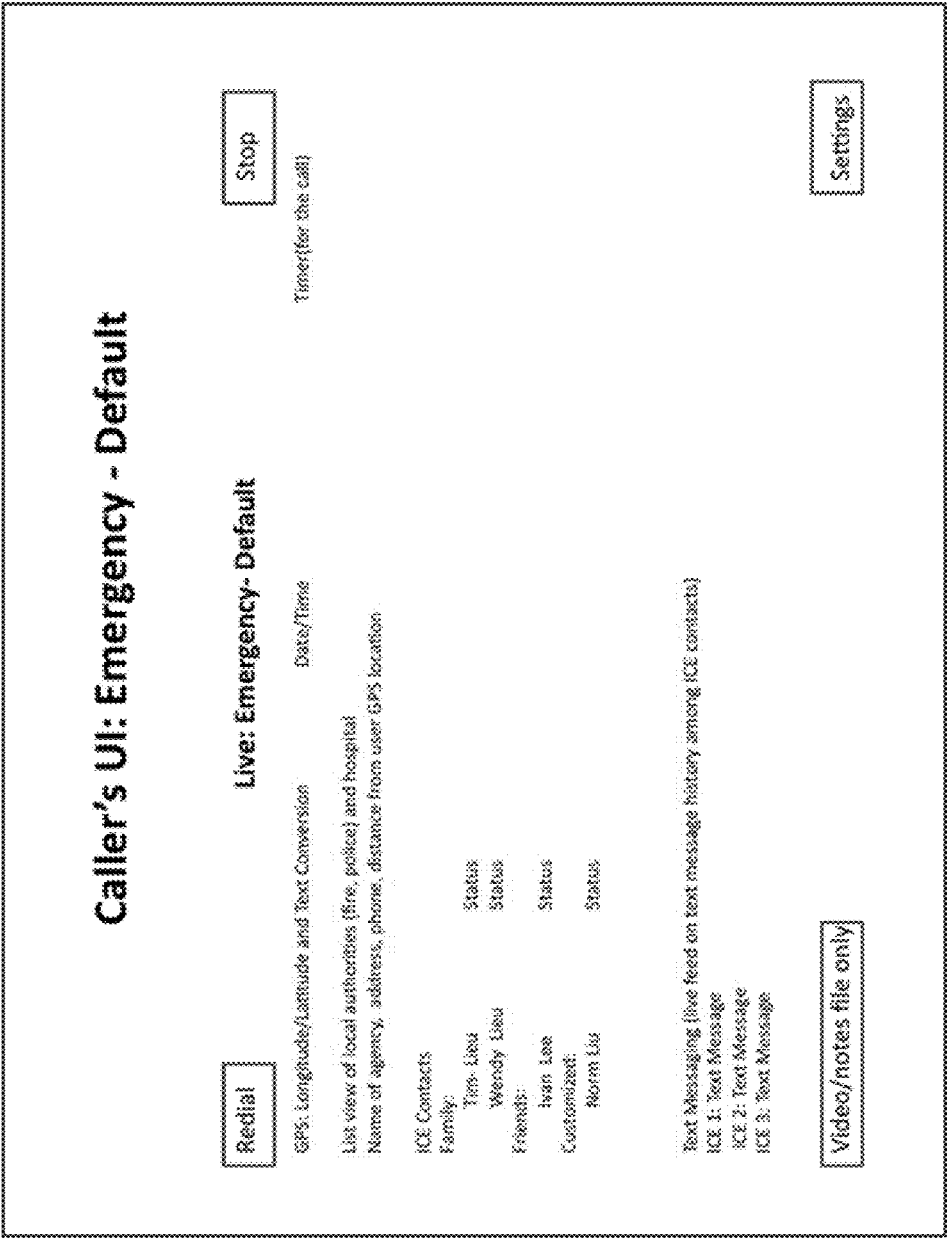 Caller's UI: Emergency - Default
Redial
Live: Emergency- Default
Stop
GPS: Longitude/Latitude and Text Conversion Date/Time Timer(for the call)
List view of local authorities (fire, police) and hospital
Name of agency, address, phone, distance from user GPS location
ICE Contacts
Family:
Tim Lieu Status
Wendy Lieu Status
Friends:
Ivan Lee Status
Customized:
Norm Liu Status
Text Messaging (live feed on text message history among ICE contacts)
ICE 1: Text Message
ICE 2: Text Message
ICE 3: Text Message
Video/notes file only
Settings